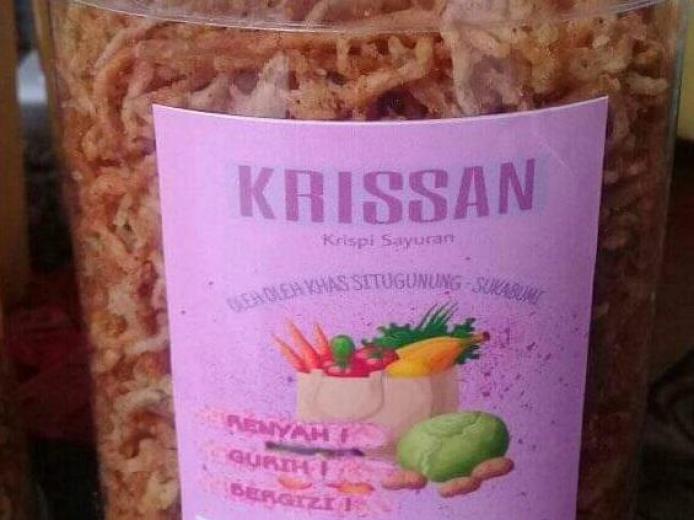 KRISSAN
Krispi Sayuran
OLEH OLEH KHAS SITUGUNUNG - SUKABUMI
RENYAH !
GURIH !
BERGIZI !